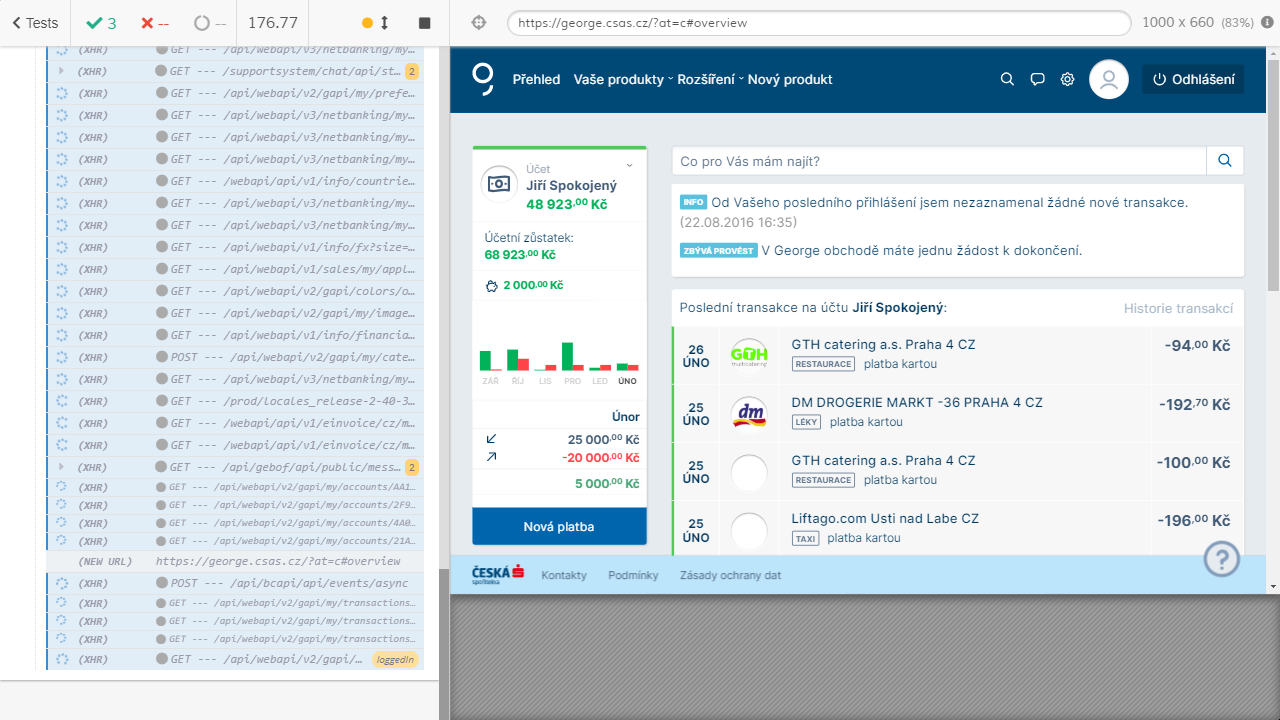 Tests
3
--
--
176.77
https://george.csas.cz/?at=c#overview
1000 x 660 (83%)
(XHR) GET --- /api/webapi/v3/netbanking/my…
(XHR) GET --- /supportsystem/chat/api/st… 2
(XHR) GET --- /api/webapi/v2/gapi/my/prefe…
(XHR) GET --- /api/webapi/v3/netbanking/my…
(XHR) GET --- /api/webapi/v3/netbanking/my…
(XHR) GET --- /api/webapi/v3/netbanking/my…
(XHR) GET --- /webapi/api/v1/info/countrie…
(XHR) GET --- /api/webapi/v3/netbanking/my…
(XHR) GET --- /api/webapi/v3/netbanking/my…
(XHR) GET --- /api/webapi/v1/info/fx?size=…
(XHR) GET --- /api/webapi/v1/sales/my/appl…
(XHR) GET --- /api/webapi/v2/gapi/colors/o…
(XHR) GET --- /api/webapi/v2/gapi/my/image…
(XHR) GET --- /api/webapi/v1/info/financia…
(XHR) POST --- /api/webapi/v2/gapi/my/cate…
(XHR) GET --- /api/webapi/v3/netbanking/my…
(XHR) GET --- /prod/locales_release-2-40-3…
(XHR) GET --- /webapi/api/v1/einvoice/cz/m…
(XHR) GET --- /webapi/api/v1/einvoice/cz/m…
(XHR) GET --- /api/gebof/api/public/mess… 2
(XHR) GET --- /api/webapi/v2/gapi/my/accounts/AA1…
(XHR) GET --- /api/webapi/v2/gapi/my/accounts/2F9…
(XHR) GET --- /api/webapi/v2/gapi/my/accounts/4A0…
(XHR) GET --- /api/webapi/v2/gapi/my/accounts/21A…
(NEW URL) https://george.csas.cz/?at=c#overview
(XHR) POST --- /api/bcapi/api/events/async
(XHR) GET --- /api/webapi/v2/gapi/my/transactions…
(XHR) GET --- /api/webapi/v2/gapi/my/transactions…
(XHR) GET --- /api/webapi/v2/gapi/my/transactions…
(XHR) GET --- /api/webapi/v2/gapi/… loggedIn
Přehled Vaše produkty Rozšíření Nový produkt
Odhlášení
Účet
Jiří Spokojený
48 923,00 Kč
Účetní zůstatek:
68 923,00 Kč
2 000,00 Kč
ZÁŘ ŘÍJ LIS PRO LED ÚNO
Únor
25 000,00 Kč
-20 000,00 Kč
5 000,00 Kč
Nová platba
Co pro Vás mám najít?
INFO Od Vašeho posledního přihlášení jsem nezaznamenal žádné nové transakce.
(22.08.2016 16:35)
ZBÝVÁ PROVÉST V George obchodě máte jednu žádost k dokončení.
Poslední transakce na účtu Jiří Spokojený:
Historie transakcí
26 ÚNO
GTH
multicatering
GTH catering a.s. Praha 4 CZ
RESTAURACE platba kartou
-94,00 Kč
25 ÚNO
dm
DM DROGERIE MARKT -36 PRAHA 4 CZ
LÉKY platba kartou
-192,70 Kč
25 ÚNO
GTH catering a.s. Praha 4 CZ
RESTAURACE platba kartou
-100,00 Kč
25 ÚNO
Liftago.com Usti nad Labe CZ
TAXI platba kartou
-196,00 Kč
?
ČESKÁ
spořitelna
Kontakty Podmínky Zásady ochrany dat